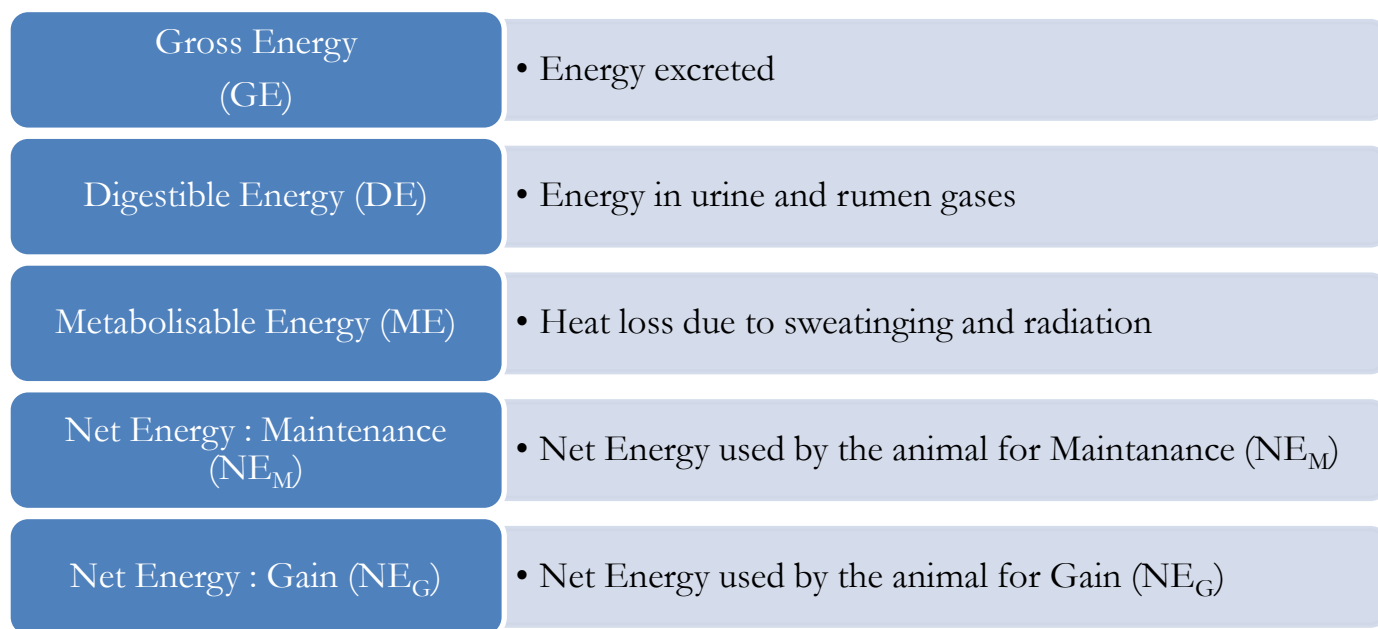 Gross Energy
(GE)
• Energy excreted
Digestible Energy (DE)
• Energy in urine and rumen gases
Metabolisable Energy (ME)
• Heat loss due to sweatinging and radiation
Net Energy : Maintenance
(NEM)
• Net Energy used by the animal for Maintanance (NEM)
Net Energy : Gain (NEG)
• Net Energy used by the animal for Gain (NEG)